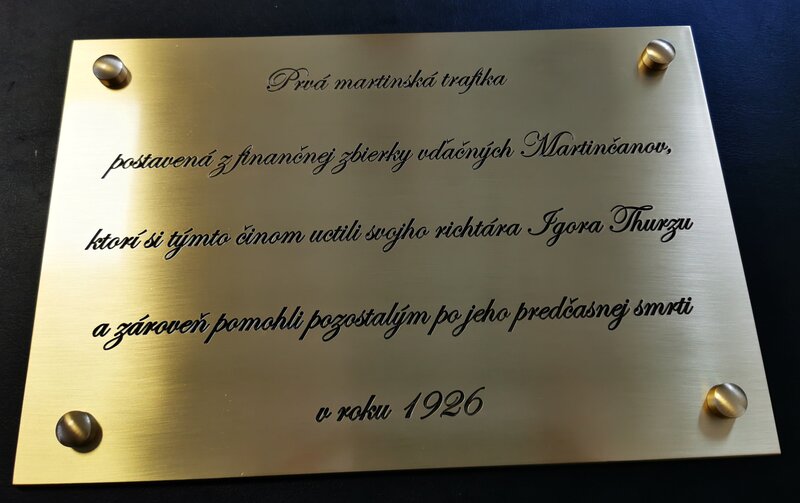 Prvá martinská trafika
postavená z finančnej zbierky vďačných Martinčanov,
ktorí si týmto činom uctili svojho richtára Igora Thurzu
a zároveň pomohli pozostalým po jeho predčasnej smrti
v roku 1926